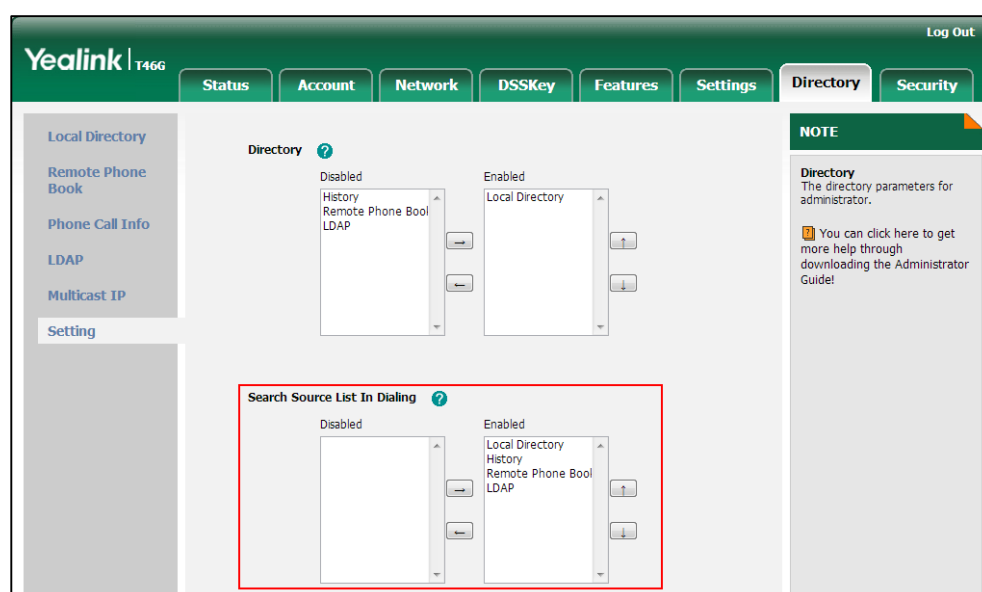 Log Out
Yealink | T46G
Status Account Network DSSKey Features Settings Directory Security
Local Directory
Remote Phone
Book
Phone Call Info
LDAP
Multicast IP
Setting
Directory ?
Disabled
History
Remote Phone Bool
LDAP
→
←
Enabled
Local Directory
↑
↓
Search Source List In Dialing ?
Disabled
→
←
Enabled
Local Directory
History
Remote Phone Bool
LDAP
↑
↓
NOTE
Directory
The directory parameters for
administrator.
? You can click here to get
more help through
downloading the Administrator
Guide!